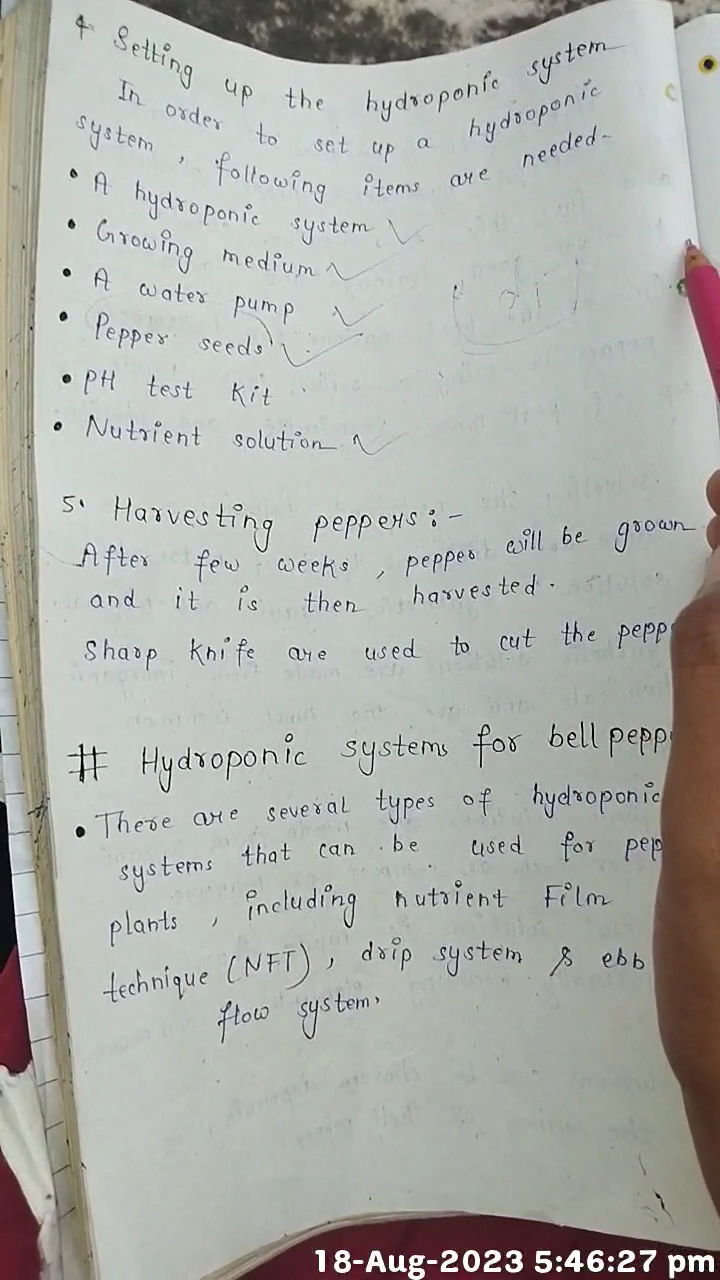 4 Setting up the hydroponic system
In order to set up a hydroponic
system, following items are needed-
• A hydroponic system
• Growing medium
• A water pump
• Pepper seeds
• PH test Kit
• Nutrient solution
5. Harvesting peppers:-
After few weeks, pepper will be grown
and it is then harvested.
Sharp Knife are used to cut the pepp
# Hydroponic systems for bell pepp
• There are several types of hydroponic
systems that can be used for pep
plants, including nutrient Film
technique (NFT), drip system & ebb
flow system.
18-Aug-2023 5:46:27 pm